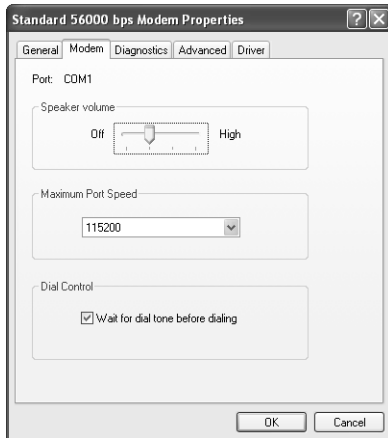 Standard 56000 bps Modem Properties
General Modem Diagnostics Advanced Driver
Port: COM1
Speaker volume
Off High
Maximum Port Speed
115200
Dial Control
Wait for dial tone before dialing
OK Cancel